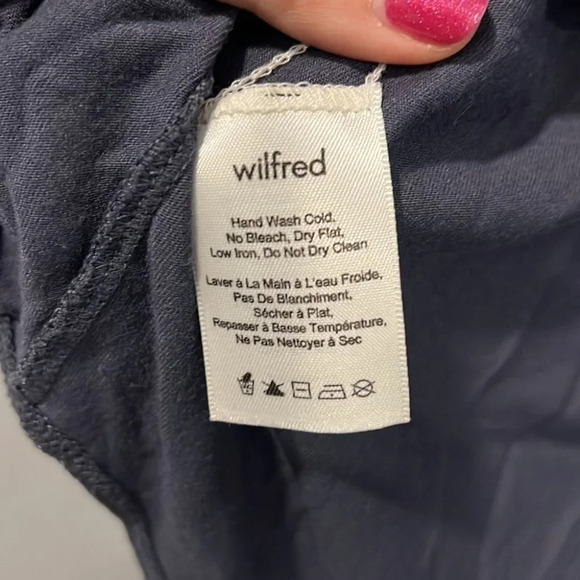 wilfred
Hand Wash Cold,
No Bleach, Dry Flat,
Low Iron, Do Not Dry Clean
Laver à La Main à L'eau Froide,
Pas De Blanchiment,
Sécher à Plat,
Repasser à Basse Température,
Ne Pas Nettoyer à Sec